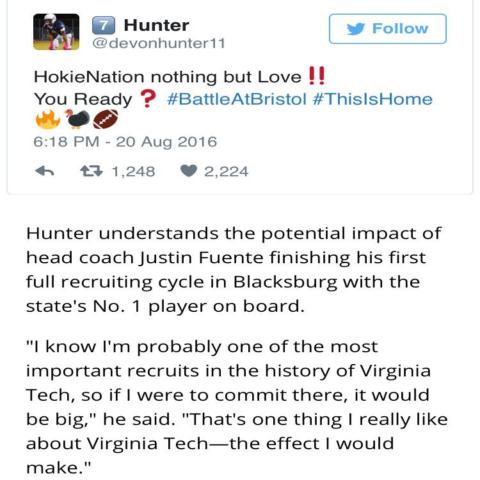 7 Hunter
@devonhunter11
Follow
HokieNation nothing but Love ‼
You Ready ❓ #BattleAtBristol #ThisIsHome
🔥🦃🏈
6:18 PM - 20 Aug 2016
1,248 2,224
Hunter understands the potential impact of
head coach Justin Fuente finishing his first
full recruiting cycle in Blacksburg with the
state's No. 1 player on board.
"I know I'm probably one of the most
important recruits in the history of Virginia
Tech, so if I were to commit there, it would
be big," he said. "That's one thing I really like
about Virginia Tech—the effect I would
make."